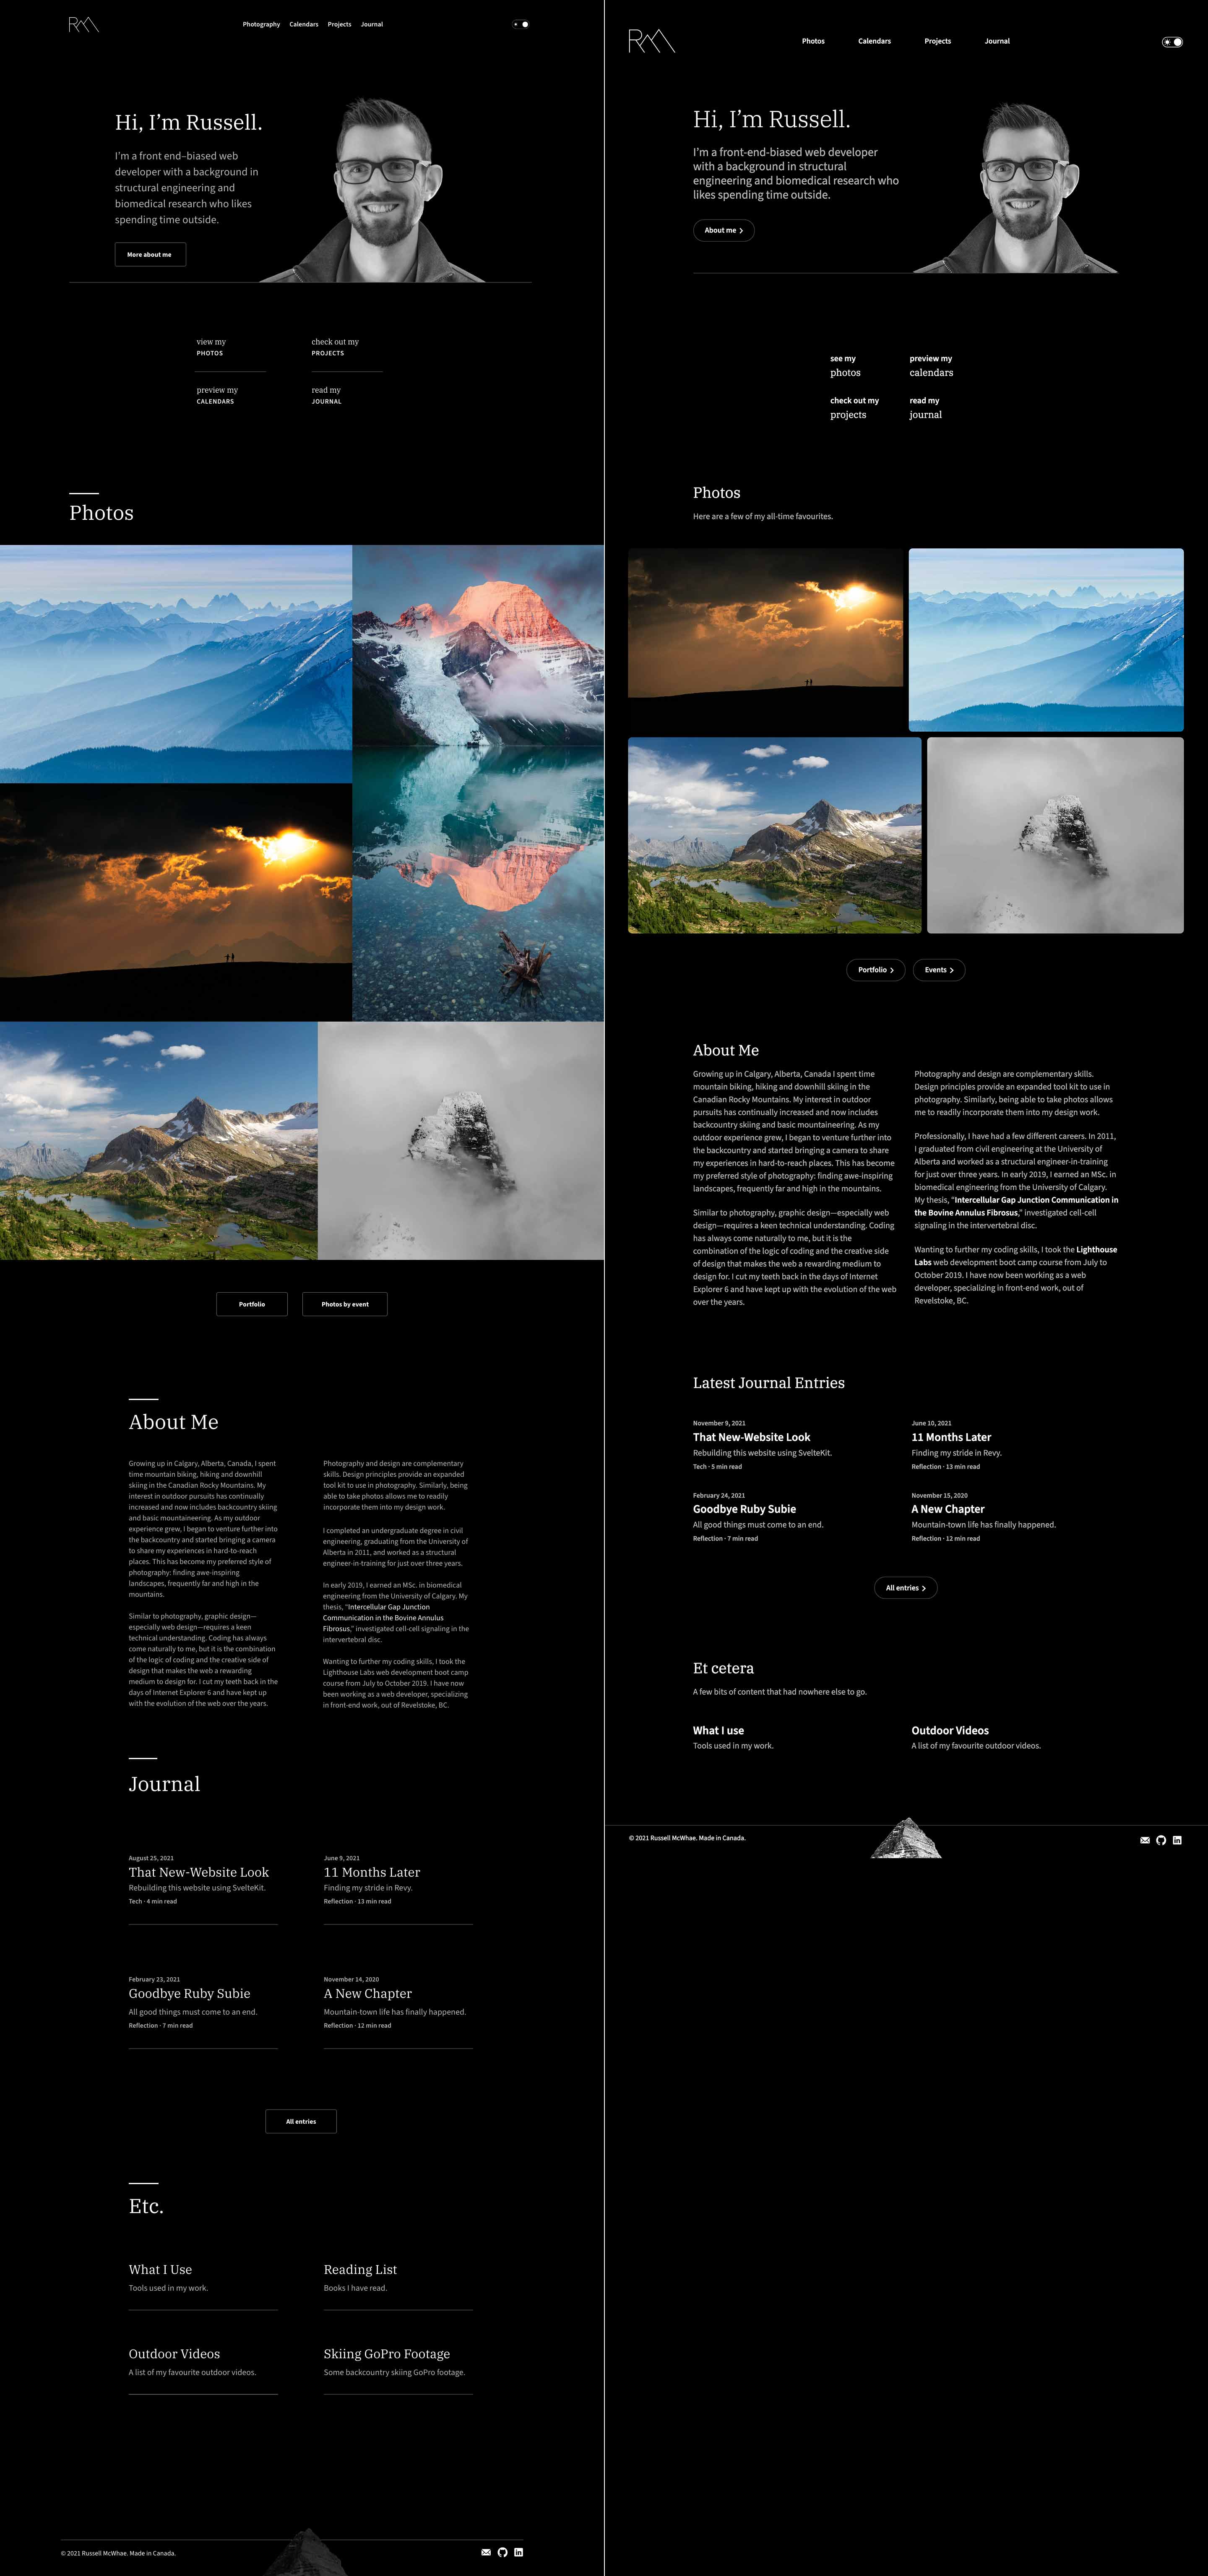 RM
Photography Calendars Projects Journal
Hi, I’m Russell.
I’m a front end–biased web
developer with a background in
structural engineering and
biomedical research who likes
spending time outside.
More about me
view my
PHOTOS
check out my
PROJECTS
preview my
CALENDARS
read my
JOURNAL
Photos
Portfolio
Photos by event
About Me
Growing up in Calgary, Alberta, Canada, I spent
time mountain biking, hiking and downhill
skiing in the Canadian Rocky Mountains. My
interest in outdoor pursuits has continually
increased and now includes backcountry skiing
and basic mountaineering. As my outdoor
experience grew, I began to venture further into
the backcountry and started bringing a camera
to share my experiences in hard-to-reach
places. This has become my preferred style of
photography: finding awe-inspiring
landscapes, frequently far and high in the
mountains.
Similar to photography, graphic design—
especially web design—requires a keen
technical understanding. Coding has always
come naturally to me, but it is the combination
of the logic of coding and the creative side of
design that makes the web a rewarding
medium to design for. I cut my teeth back in the
days of Internet Explorer 6 and have kept up
with the evolution of the web over the years.
Photography and design are complementary
skills. Design principles provide an expanded
tool kit to use in photography. Similarly, being
able to take photos allows me to readily
incorporate them into my design work.
I completed an undergraduate degree in civil
engineering, graduating from the University of
Alberta in 2011, and worked as a structural
engineer-in-training for just over three years.
In early 2019, I earned an MSc. in biomedical
engineering from the University of Calgary. My
thesis, “Intercellular Gap Junction
Communication in the Bovine Annulus
Fibrosus,” investigated cell-cell signaling in the
intervertebral disc.
Wanting to further my coding skills, I took the
Lighthouse Labs web development boot camp
course from July to October 2019. I have now
been working as a web developer, specializing
in front-end work, out of Revelstoke, BC.
Journal
August 25, 2021
That New-Website Look
Rebuilding this website using SvelteKit.
Tech · 4 min read
June 9, 2021
11 Months Later
Finding my stride in Revy.
Reflection · 13 min read
February 23, 2021
Goodbye Ruby Subie
All good things must come to an end.
Reflection · 7 min read
November 14, 2020
A New Chapter
Mountain-town life has finally happened.
Reflection · 12 min read
All entries
Etc.
What I Use
Tools used in my work.
Reading List
Books I have read.
Outdoor Videos
A list of my favourite outdoor videos.
Skiing GoPro Footage
Some backcountry skiing GoPro footage.
© 2021 Russell McWhae. Made in Canada.
RM
Photos Calendars Projects Journal
Hi, I’m Russell.
I’m a front-end-biased web developer
with a background in structural
engineering and biomedical research who
likes spending time outside.
About me
see my
photos
preview my
calendars
check out my
projects
read my
journal
Photos
Here are a few of my all-time favourites.
Portfolio
Events
About Me
Growing up in Calgary, Alberta, Canada I spent time
mountain biking, hiking and downhill skiing in the
Canadian Rocky Mountains. My interest in outdoor
pursuits has continually increased and now includes
backcountry skiing and basic mountaineering. As my
outdoor experience grew, I began to venture further into
the backcountry and started bringing a camera to share
my experiences in hard-to-reach places. This has become
my preferred style of photography: finding awe-inspiring
landscapes, frequently far and high in the mountains.
Similar to photography, graphic design—especially web
design—requires a keen technical understanding. Coding
has always come naturally to me, but it is the
combination of the logic of coding and the creative side
of design that makes the web a rewarding medium to
design for. I cut my teeth back in the days of Internet
Explorer 6 and have kept up with the evolution of the web
over the years.
Photography and design are complementary skills.
Design principles provide an expanded tool kit to use in
photography. Similarly, being able to take photos allows
me to readily incorporate them into my design work.
Professionally, I have had a few different careers. In 2011,
I graduated from civil engineering at the University of
Alberta and worked as a structural engineer-in-training
for just over three years. In early 2019, I earned an MSc. in
biomedical engineering from the University of Calgary.
My thesis, “Intercellular Gap Junction Communication in
the Bovine Annulus Fibrosus,” investigated cell-cell
signaling in the intervertebral disc.
Wanting to further my coding skills, I took the Lighthouse
Labs web development boot camp course from July to
October 2019. I have now been working as a web
developer, specializing in front-end work, out of
Revelstoke, BC.
Latest Journal Entries
November 9, 2021
That New-Website Look
Rebuilding this website using SvelteKit.
Tech · 5 min read
June 10, 2021
11 Months Later
Finding my stride in Revy.
Reflection · 13 min read
February 24, 2021
Goodbye Ruby Subie
All good things must come to an end.
Reflection · 7 min read
November 15, 2020
A New Chapter
Mountain-town life has finally happened.
Reflection · 12 min read
All entries
Et cetera
A few bits of content that had nowhere else to go.
What I use
Tools used in my work.
Outdoor Videos
A list of my favourite outdoor videos.
© 2021 Russell McWhae. Made in Canada.